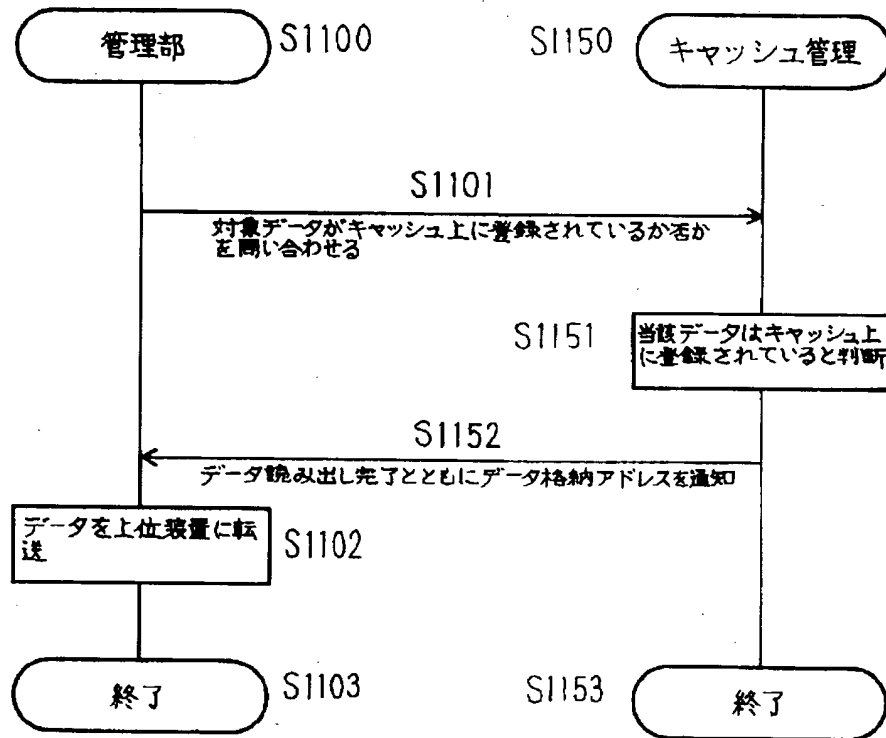 管理部 S1100
S1150 キャッシュ管理
S1101
対象データがキャッシュ上に登録されているか否か
を問い合わせる
S1151
当該データはキャッシュ上
に登録されていると判断
S1152
データ読み出し完了とともにデータ格納アドレスを通知
データを上位装置に転
送
S1102
終了 S1103
S1153 終了